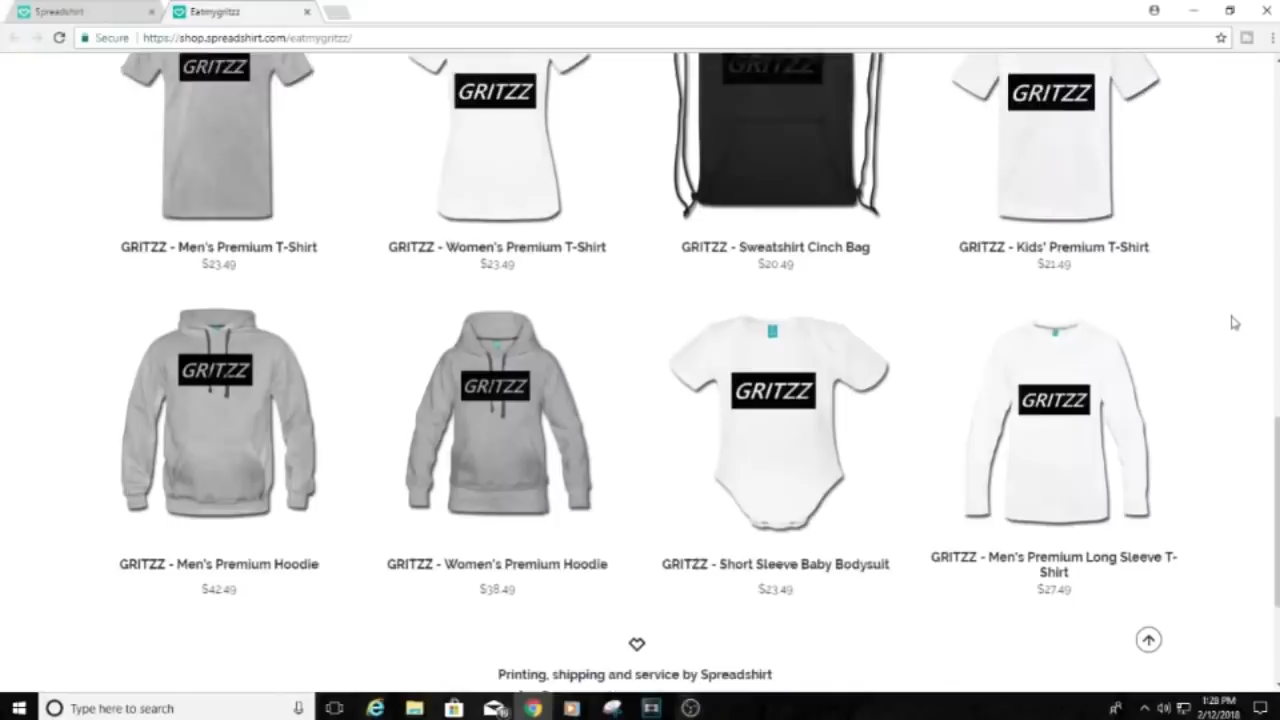 Spreadshirt
Eatmygritzz
Secure
https://shop.spreadshirt.com/eatmygritzz/
GRITZZ
GRITZZ
GRITZZ
GRITZZ
GRITZZ - Men's Premium T-Shirt
GRITZZ - Women's Premium T-Shirt
GRITZZ - Sweatshirt Cinch Bag
GRITZZ - Kids' Premium T-Shirt
$23.49
$23.49
$20.49
$21.49
GRITZZ
GRITZZ
GRITZZ
GRITZZ
GRITZZ - Men's Premium Hoodie
GRITZZ - Women's Premium Hoodie
GRITZZ - Short Sleeve Baby Bodysuit
GRITZZ - Men's Premium Long Sleeve T-
Shirt
$42.49
$38.49
$23.49
$27.49
Printing, shipping and service by Spreadshirt
Type here to search
1:28 PM
2/12/2018